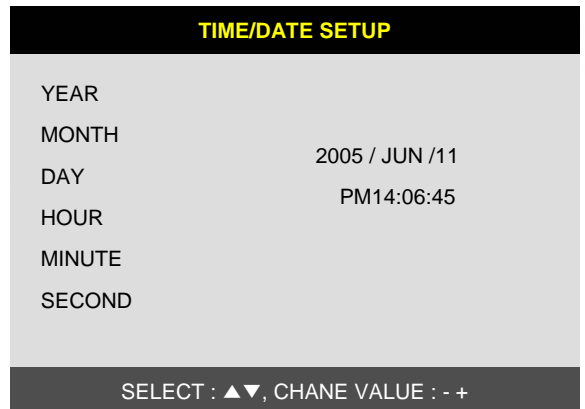 TIME/DATE SETUP
YEAR
MONTH
DAY
HOUR
MINUTE
SECOND
2005 / JUN /11
PM14:06:45
SELECT : ▲▼, CHANE VALUE : - +